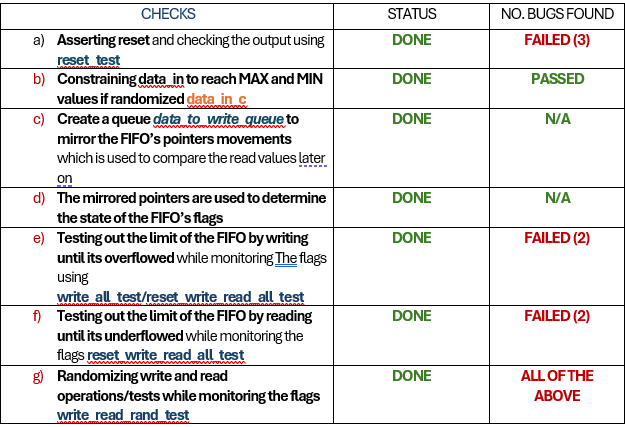 CHECKS STATUS NO. BUGS FOUND
a) Asserting reset and checking the output using DONE FAILED (3)
reset_test
b) Constraining data_in to reach MAX and MIN DONE PASSED
values if randomized data_in_c
c) Create a queue data_to_write_queue to DONE N/A
mirror the FIFO's pointers movements
which is used to compare the read values later
on
d) The mirrored pointers are used to determine DONE N/A
the state of the FIFO's flags
e) Testing out the limit of the FIFO by writing DONE FAILED (2)
until its overflowed while monitoring The flags
using
write_all_test/reset_write_read_all_test
f) Testing out the limit of the FIFO by reading DONE FAILED (2)
until its underflowed while monitoring the
flags reset_write_read_all_test
g) Randomizing write and read DONE ALL OF THE
operations/tests while monitoring the flags ABOVE
write_read_rand_test